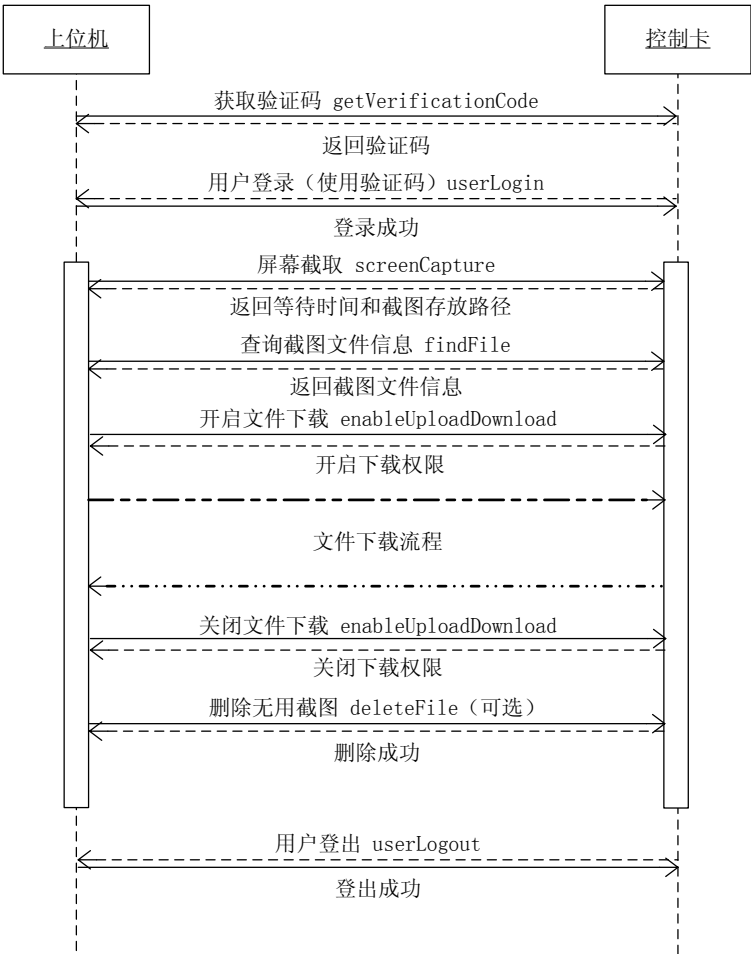 上位机
控制卡
获取验证码 getVerificationCode
返回验证码
用户登录（使用验证码）userLogin
登录成功
屏幕截取 screenCapture
返回等待时间和截图存放路径
查询截图文件信息 findFile
返回截图文件信息
开启文件下载 enableUploadDownload
开启下载权限
文件下载流程
关闭文件下载 enableUploadDownload
关闭下载权限
删除无用截图 deleteFile（可选）
删除成功
用户登出 userLogout
登出成功